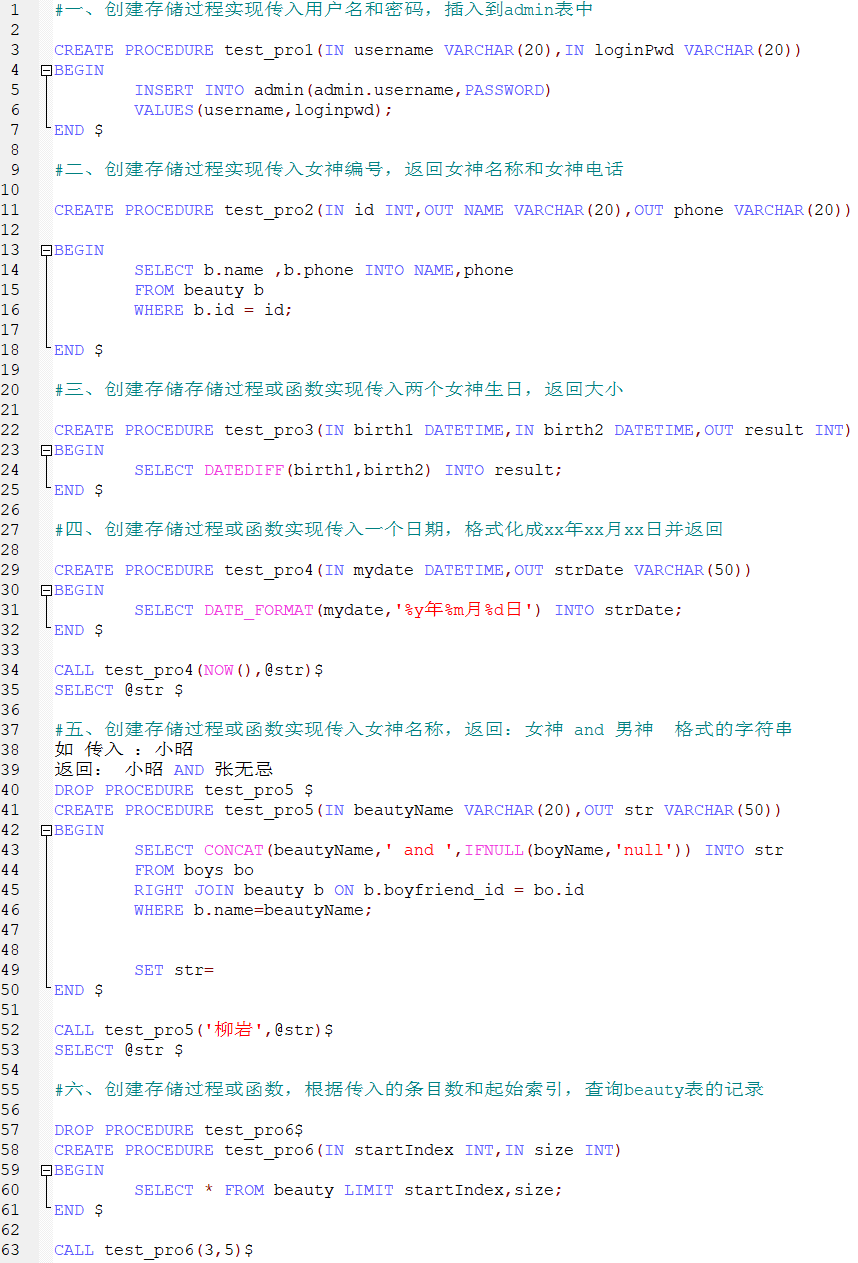 1 #一、创建存储过程实现传入用户名和密码，插入到admin表中
2
3 CREATE PROCEDURE test_pro1(IN username VARCHAR(20),IN loginPwd VARCHAR(20))
4 BEGIN
5 INSERT INTO admin(admin.username,PASSWORD)
6 VALUES(username,loginpwd);
7 END $
8
9 #二、创建存储过程实现传入女神编号，返回女神名称和女神电话
10
11 CREATE PROCEDURE test_pro2(IN id INT,OUT NAME VARCHAR(20),OUT phone VARCHAR(20))
12
13 BEGIN
14 SELECT b.name ,b.phone INTO NAME,phone
15 FROM beauty b
16 WHERE b.id = id;
17
18 END $
19
20 #三、创建存储存储过程或函数实现传入两个女神生日，返回大小
21
22 CREATE PROCEDURE test_pro3(IN birth1 DATETIME,IN birth2 DATETIME,OUT result INT)
23 BEGIN
24 SELECT DATEDIFF(birth1,birth2) INTO result;
25 END $
26
27 #四、创建存储过程或函数实现传入一个日期，格式化成xx年xx月xx日并返回
28
29 CREATE PROCEDURE test_pro4(IN mydate DATETIME,OUT strDate VARCHAR(50))
30 BEGIN
31 SELECT DATE_FORMAT(mydate,'%y年%m月%d日') INTO strDate;
32 END $
33
34 CALL test_pro4(NOW(),@str)$
35 SELECT @str $
36
37 #五、创建存储过程或函数实现传入女神名称，返回：女神 and 男神  格式的字符串
38 如 传入 ：小昭
39 返回： 小昭 AND 张无忌
40 DROP PROCEDURE test_pro5 $
41 CREATE PROCEDURE test_pro5(IN beautyName VARCHAR(20),OUT str VARCHAR(50))
42 BEGIN
43 SELECT CONCAT(beautyName,' and ',IFNULL(boyName,'null')) INTO str
44 FROM boys bo
45 RIGHT JOIN beauty b ON b.boyfriend_id = bo.id
46 WHERE b.name=beautyName;
47
48
49 SET str=
50 END $
51
52 CALL test_pro5('柳岩',@str)$
53 SELECT @str $
54
55 #六、创建存储过程或函数，根据传入的条目数和起始索引，查询beauty表的记录
56
57 DROP PROCEDURE test_pro6$
58 CREATE PROCEDURE test_pro6(IN startIndex INT,IN size INT)
59 BEGIN
60 SELECT * FROM beauty LIMIT startIndex,size;
61 END $
62
63 CALL test_pro6(3,5)$